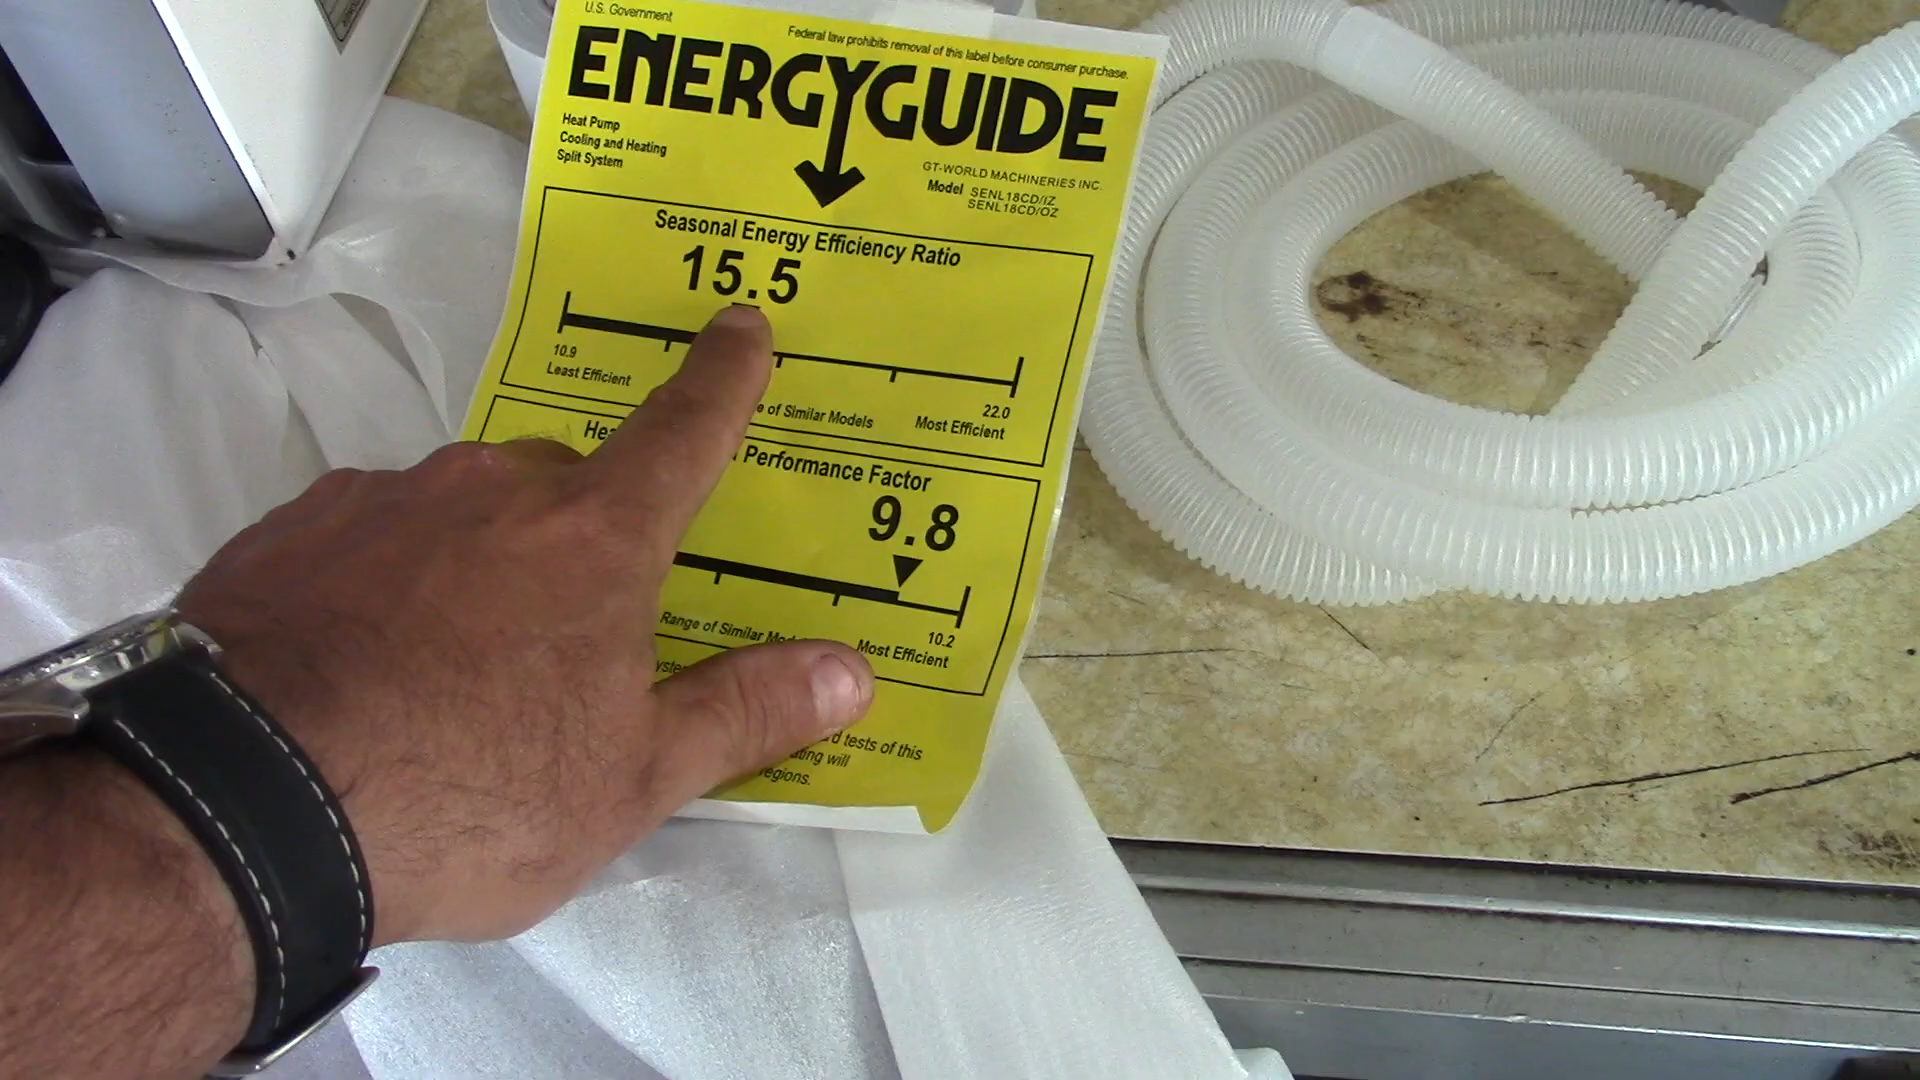 U.S. Government
Federal law prohibits removal of this label before consumer purchase.
ENERGYGUIDE
Heat Pump
Cooling and Heating
Split System
GT-WORLD MACHINERIES INC.
Model SENL18CD/IZ
SENL18CD/OZ
Seasonal Energy Efficiency Ratio
15.5
10.9
Least Efficient
of Similar Models
22.0
Most Efficient
Performance Factor
9.8
Range of Similar
10.2
Most Efficient
tests of this
will
regions.